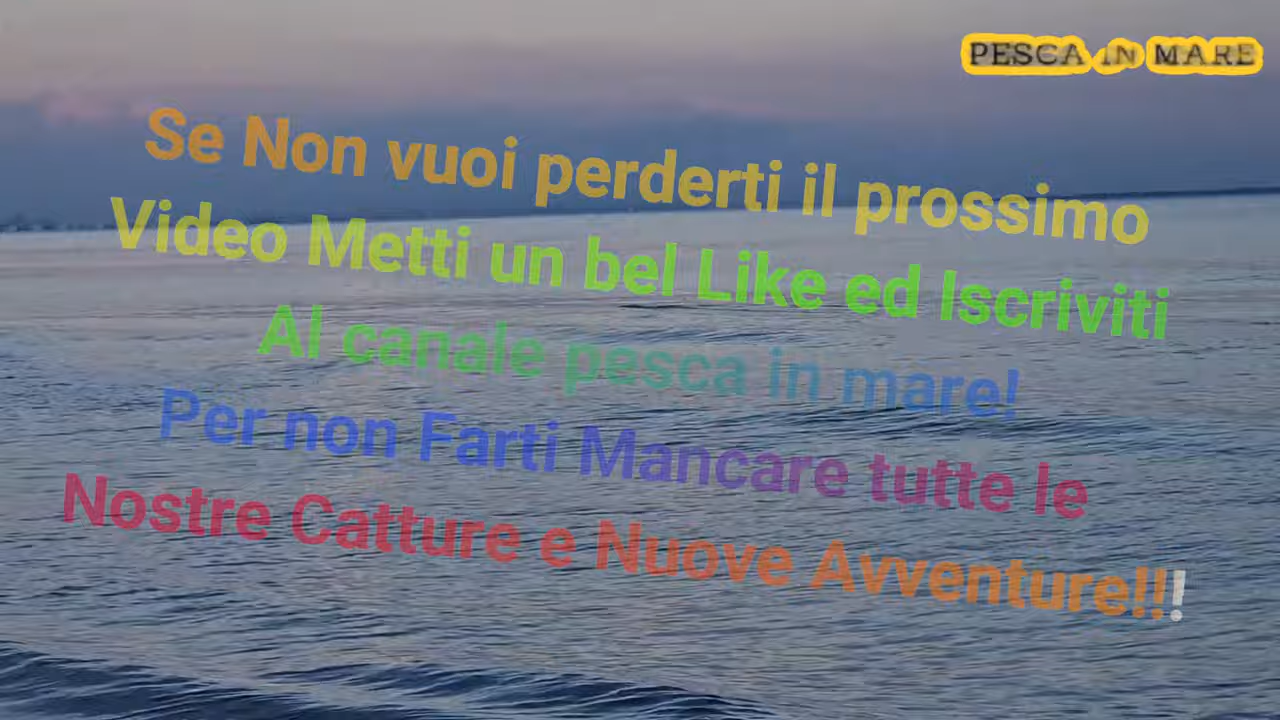 PESCA IN MARE
Se Non vuoi perderti il prossimo
Video Metti un bel Like ed Iscriviti
Al canale pesca in mare!
Per non Farti Mancare tutte le
Nostre Catture e Nuove Avventure!!!